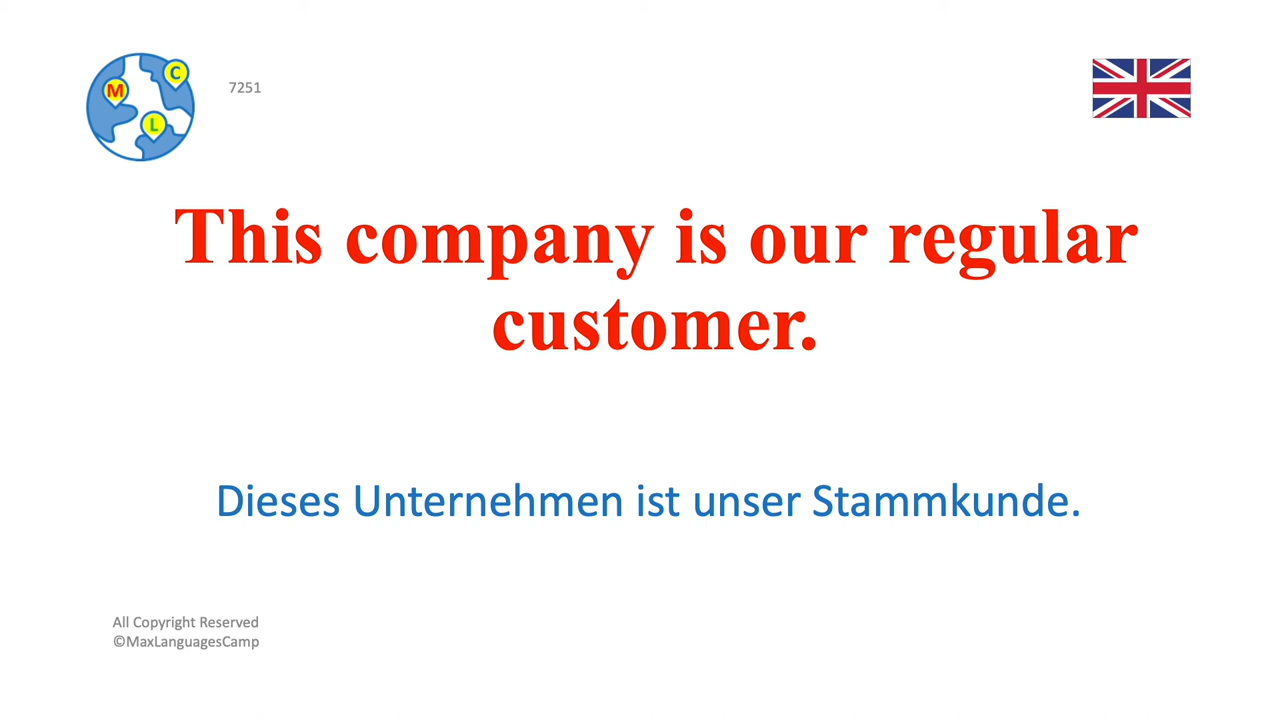 M
C
L
7251
This company is our regular
customer.
Dieses Unternehmen ist unser Stammkunde.
All Copyright Reserved
©MaxLanguagesCamp